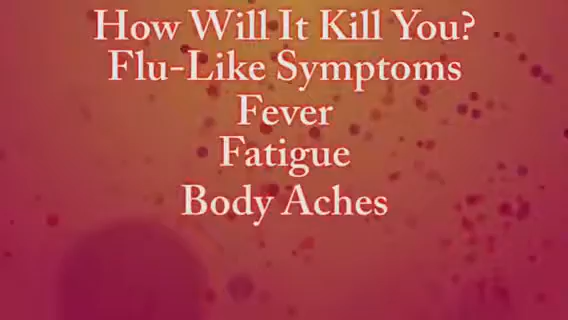 How Will It Kill You?
Flu-Like Symptoms
Fever
Fatigue
Body Aches